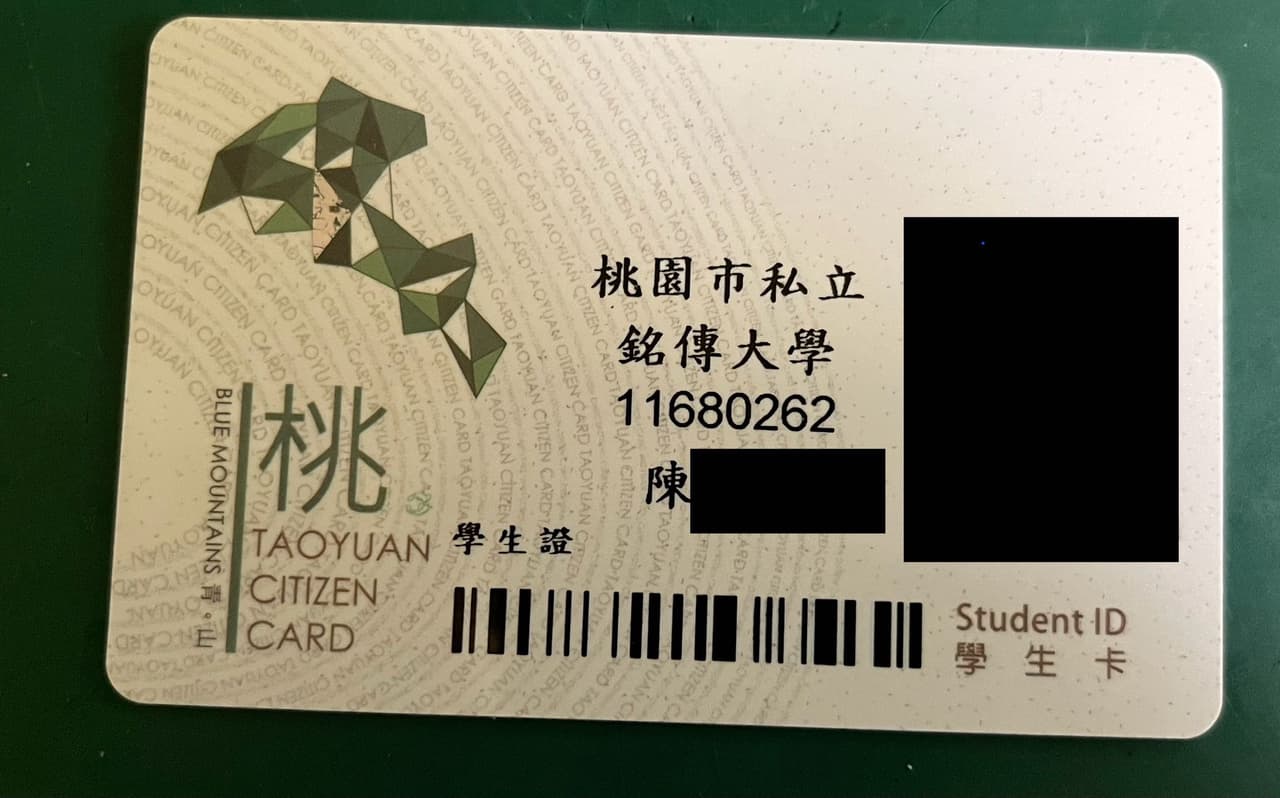 桃園市私立
銘傳大學
11680262
陳
學生證
桃
TAOYUAN
CITIZEN
CARD
BLUE MOUNTAINS 青。山
Student ID
學生卡